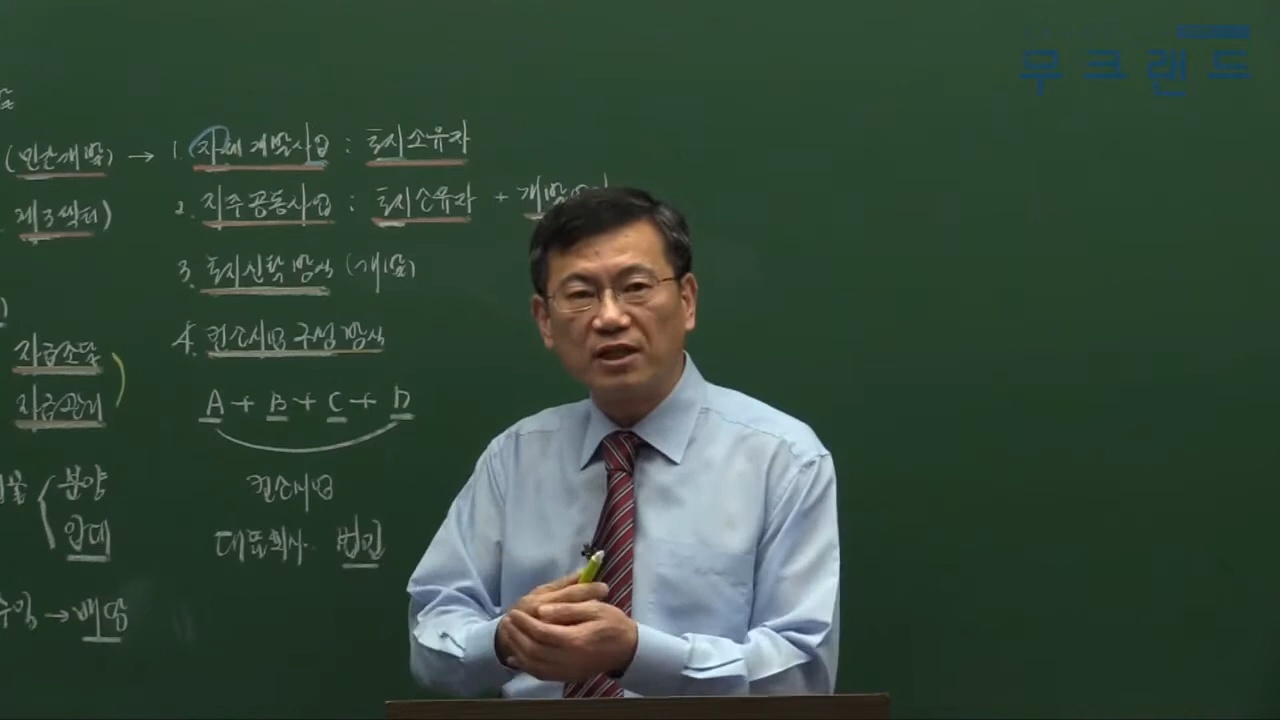 무크랜드
(민간개발) → 1. 자체개발사업 : 토지소유자
제3섹터) 2. 지주공동사업 : 토지소유자 + 개발업자
3. 토지신탁방식 (개발)
자금조달 4. 컨소시엄 구성방식
자금관리 A + B + C + D
분양 컨소시엄
임대 대표회사 법인
수익 → 배당